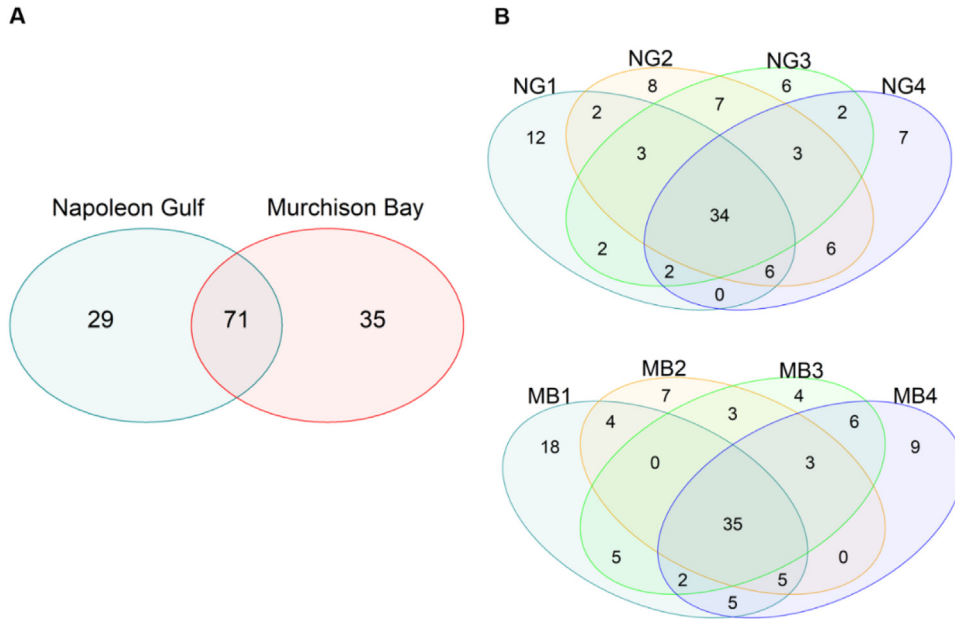 A
Napoleon Gulf Murchison Bay
29 71 35
B
NG1 NG2 NG3 NG4
12 2 8 7 6 2 7
3 3
34
2 2 6 6
0
MB1 MB2 MB3 MB4
18 4 7 3 4 6 9
0 3
35
5 2 5 0
5